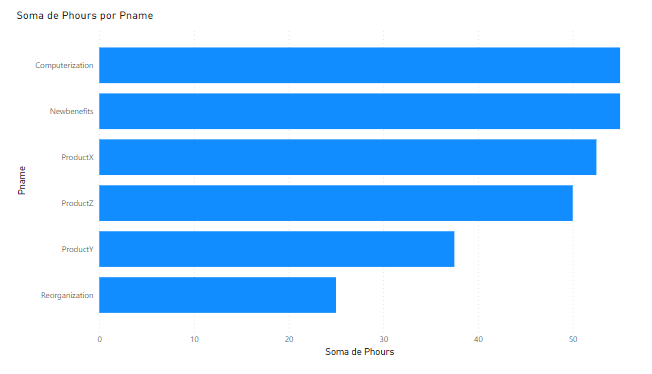 Soma de Phours por Pname
Computerization
Newbenefits
ProductX
ProductZ
ProductY
Reorganization
Pname
0 10 20 30 40 50
Soma de Phours